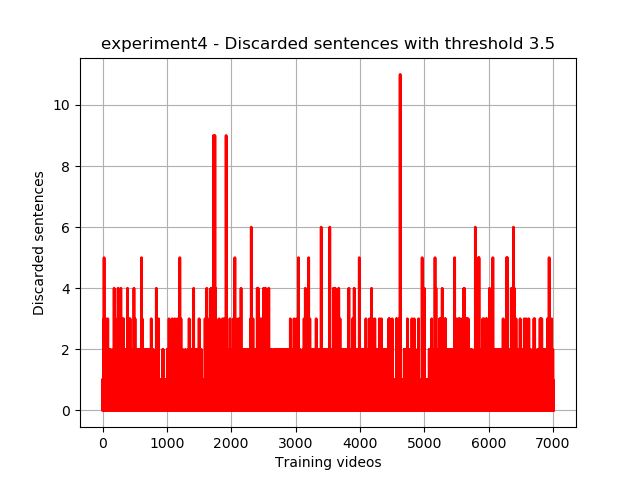 experiment4 - Discarded sentences with threshold 3.5
10
8
6
4
2
0
Discarded sentences
0 1000 2000 3000 4000 5000 6000 7000
Training videos